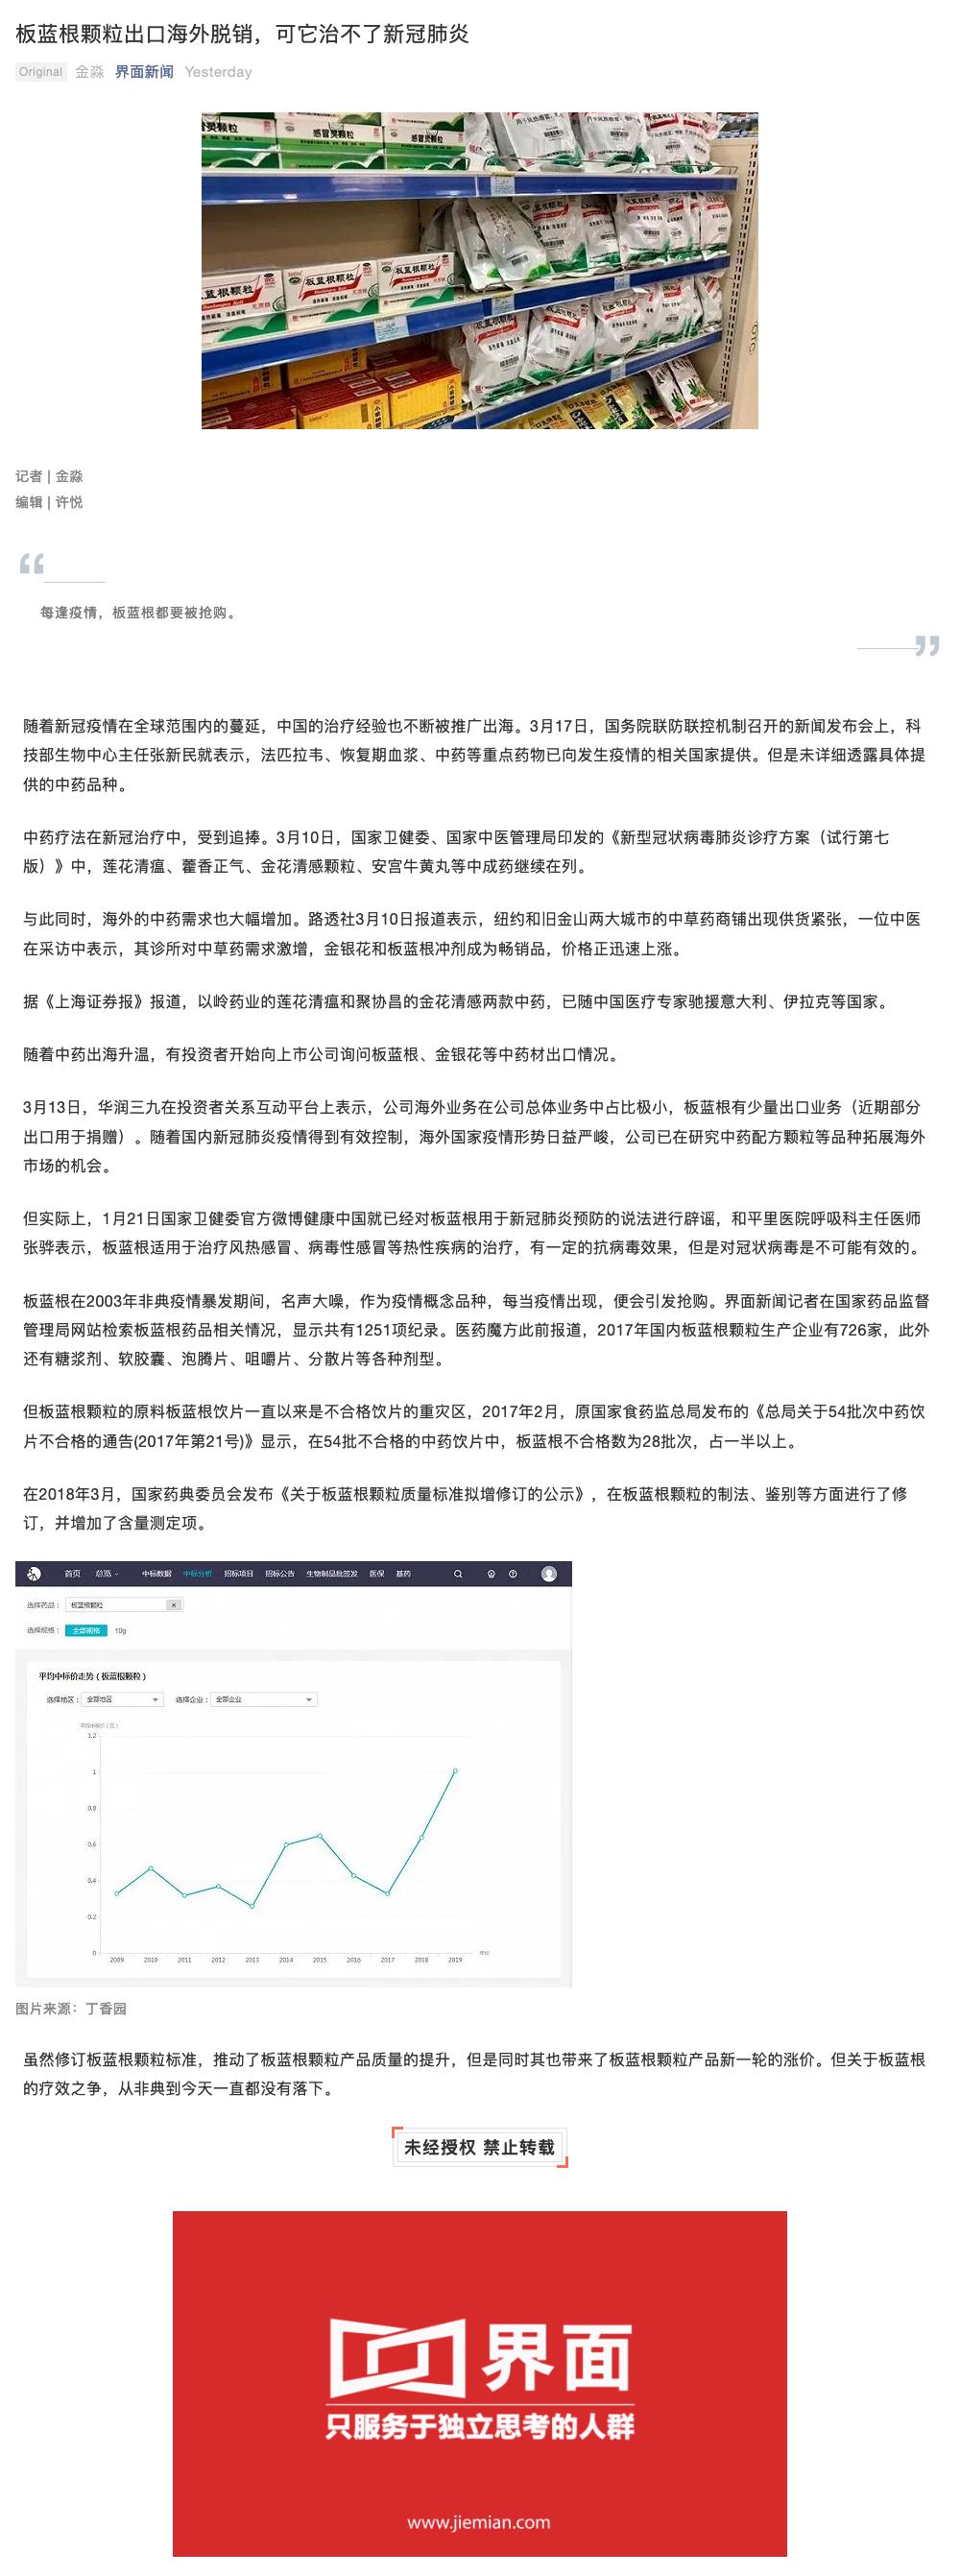 板蓝根颗粒出口海外脱销，可它治不了新冠肺炎
Original 金淼 界面新闻 Yesterday
感冒灵颗粒
感冒灵颗粒
板蓝根颗粒
板蓝根颗粒
板蓝根颗粒
OTC
记者 | 金淼
编辑 | 许悦
“
每逢疫情，板蓝根都要被抢购。
”
随着新冠疫情在全球范围内的蔓延，中国的治疗经验也不断被推广出海。3月17日，国务院联防联控机制召开的新闻发布会上，科
技部生物中心主任张新民就表示，法匹拉韦、恢复期血浆、中药等重点药物已向发生疫情的相关国家提供。但是未详细透露具体提
供的中药品种。
中药疗法在新冠治疗中，受到追捧。3月10日，国家卫健委、国家中医管理局印发的《新型冠状病毒肺炎诊疗方案（试行第七
版）》中，莲花清瘟、藿香正气、金花清感颗粒、安宫牛黄丸等中成药继续在列。
与此同时，海外的中药需求也大幅增加。路透社3月10日报道表示，纽约和旧金山两大城市的中草药商铺出现供货紧张，一位中医
在采访中表示，其诊所对中草药需求激增，金银花和板蓝根冲剂成为畅销品，价格正迅速上涨。
据《上海证券报》报道，以岭药业的莲花清瘟和聚协昌的金花清感两款中药，已随中国医疗专家驰援意大利、伊拉克等国家。
随着中药出海升温，有投资者开始向上市公司询问板蓝根、金银花等中药材出口情况。
3月13日，华润三九在投资者关系互动平台上表示，公司海外业务在公司总体业务中占比极小，板蓝根有少量出口业务（近期部分
出口用于捐赠）。随着国内新冠肺炎疫情得到有效控制，海外国家疫情形势日益严峻，公司已在研究中药配方颗粒等品种拓展海外
市场的机会。
但实际上，1月21日国家卫健委官方微博健康中国就已经对板蓝根用于新冠肺炎预防的说法进行辟谣，和平里医院呼吸科主任医师
张骅表示，板蓝根适用于治疗风热感冒、病毒性感冒等热性疾病的治疗，有一定的抗病毒效果，但是对冠状病毒是不可能有效的。
板蓝根在2003年非典疫情暴发期间，名声大噪，作为疫情概念品种，每当疫情出现，便会引发抢购。界面新闻记者在国家药品监督
管理局网站检索板蓝根药品相关情况，显示共有1251项纪录。医药魔方此前报道，2017年国内板蓝根颗粒生产企业有726家，此外
还有糖浆剂、软胶囊、泡腾片、咀嚼片、分散片等各种剂型。
但板蓝根颗粒的原料板蓝根饮片一直以来是不合格饮片的重灾区，2017年2月，原国家食药监总局发布的《总局关于54批次中药饮
片不合格的通告(2017年第21号)》显示，在54批不合格的中药饮片中，板蓝根不合格数为28批次，占一半以上。
在2018年3月，国家药典委员会发布《关于板蓝根颗粒质量标准拟增修订的公示》，在板蓝根颗粒的制法、鉴别等方面进行了修
订，并增加了含量测定项。
首页 总览 中标数据 中标分析 招标项目 招标公告 生物制品批签发 医保 基药
选择药品： 板蓝根颗粒 ×
选择规格： 全部规格 10g
平均中标价走势（板蓝根颗粒）
选择地区： 全部地区 选择企业： 全部企业
1.2
1
0.8
0.6
0.4
0.2
0
2009 2010 2011 2012 2013 2014 2015 2016 2017 2018 2019
图片来源：丁香园
虽然修订板蓝根颗粒标准，推动了板蓝根颗粒产品质量的提升，但是同时其也带来了板蓝根颗粒产品新一轮的涨价。但关于板蓝根
的疗效之争，从非典到今天一直都没有落下。
未经授权 禁止转载
界面
只服务于独立思考的人群
www.jiemian.com